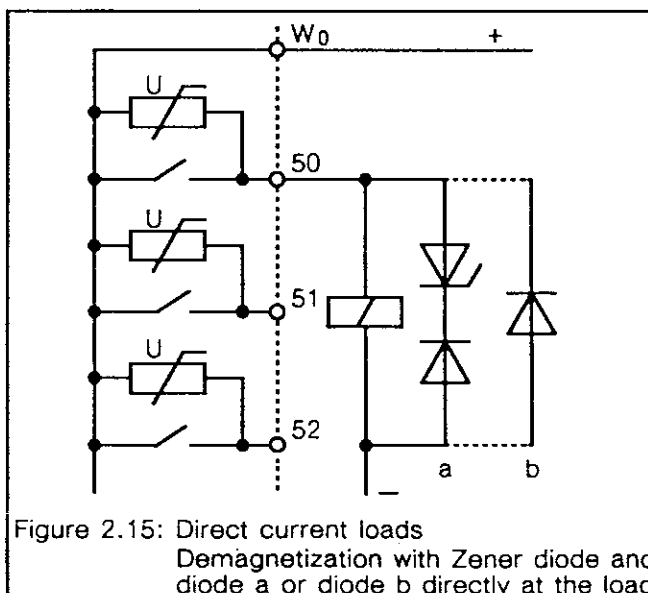 W0 +
U
50
U
51
U
52
a b
–
Figure 2.15: Direct current loads
Demagnetization with Zener diode and
diode a or diode b directly at the load